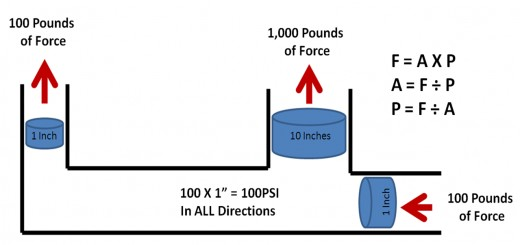 100 Pounds
of Force
1,000 Pounds
of Force
F = A X P
A = F ÷ P
P = F ÷ A
1 Inch
10 Inches
100 X 1” = 100PSI
In ALL Directions
1 Inch
100 Pounds
of Force